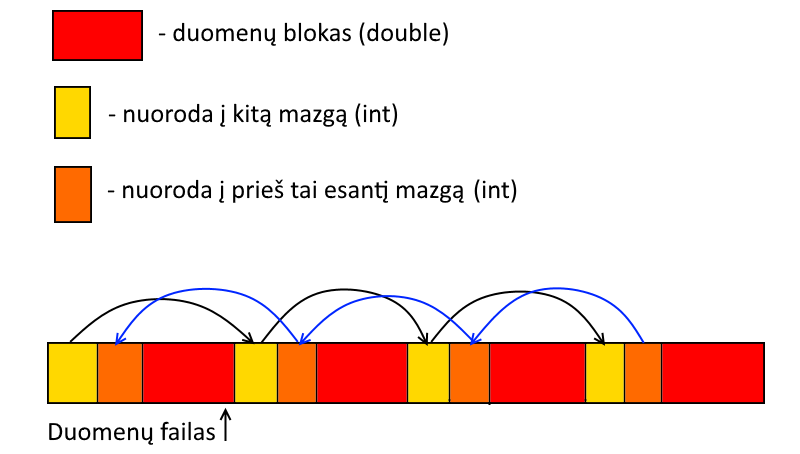 - duomenų blokas (double)
- nuoroda į kitą mazgą (int)
- nuoroda į prieš tai esantį mazgą (int)
Duomenų failas